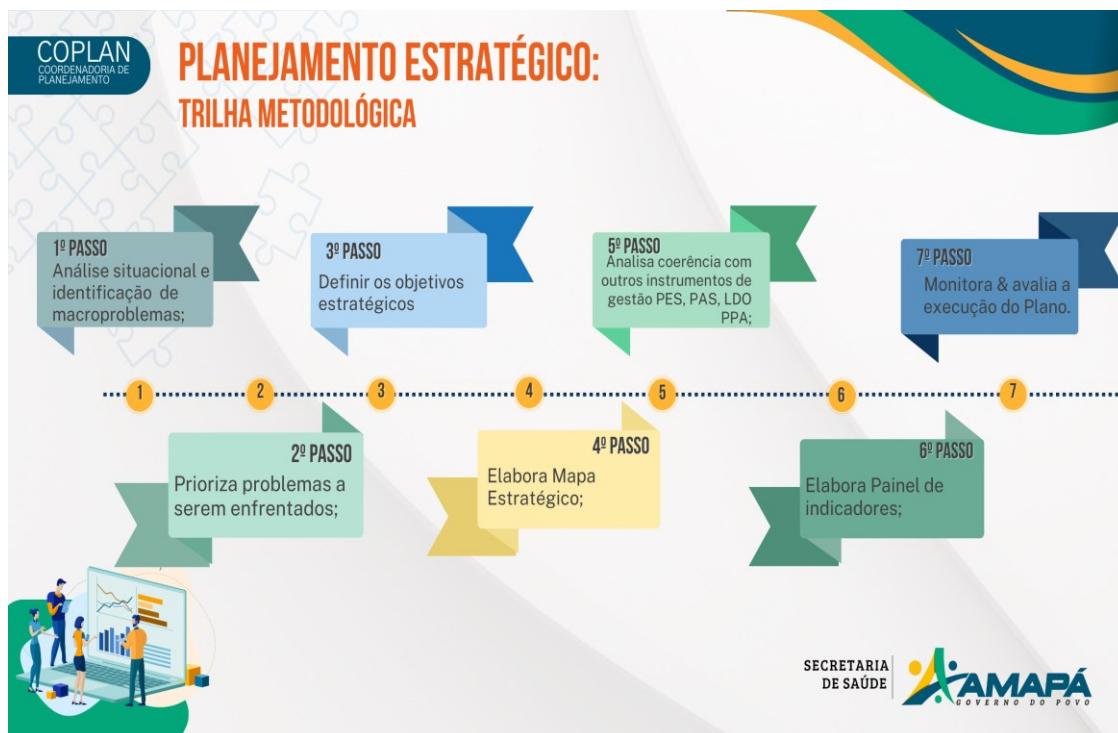 COPLAN
COORDENADORIA DE
PLANEJAMENTO
PLANEJAMENTO ESTRATÉGICO:
TRILHA METODOLÓGICA
1º PASSO
Análise situacional e
identificação de
macroproblemas;
3º PASSO
Definir os objetivos
estratégicos
5º PASSO
Analisa coerência com
outros instrumentos de
gestão PES, PAS, LDO
PPA;
7º PASSO
Monitora & avalia a
execução do Plano.
1
2
3
4
5
6
7
2º PASSO
Prioriza problemas a
serem enfrentados;
4º PASSO
Elabora Mapa
Estratégico;
6º PASSO
Elabora Painel de
indicadores;
SECRETARIA
DE SAÚDE
AMAPÁ
GOVERNO DO POVO